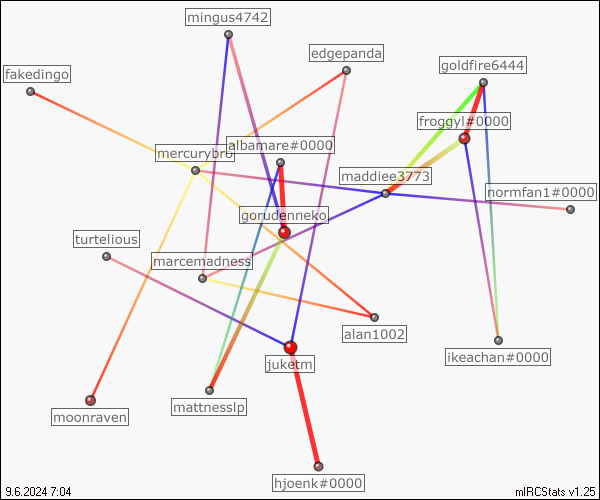 mingus4742
edgepanda
goldfire6444
fakedingo
froggyl#0000
albamare#0000
mercurybro
maddiee3773
normfan1#0000
gorudenneko
turtelious
marcemadness
alan1002
ikeachan#0000
juketm
mattnesslp
moonraven
hjoenk#0000
9.6.2024 7:04
mIRCStats v1.25